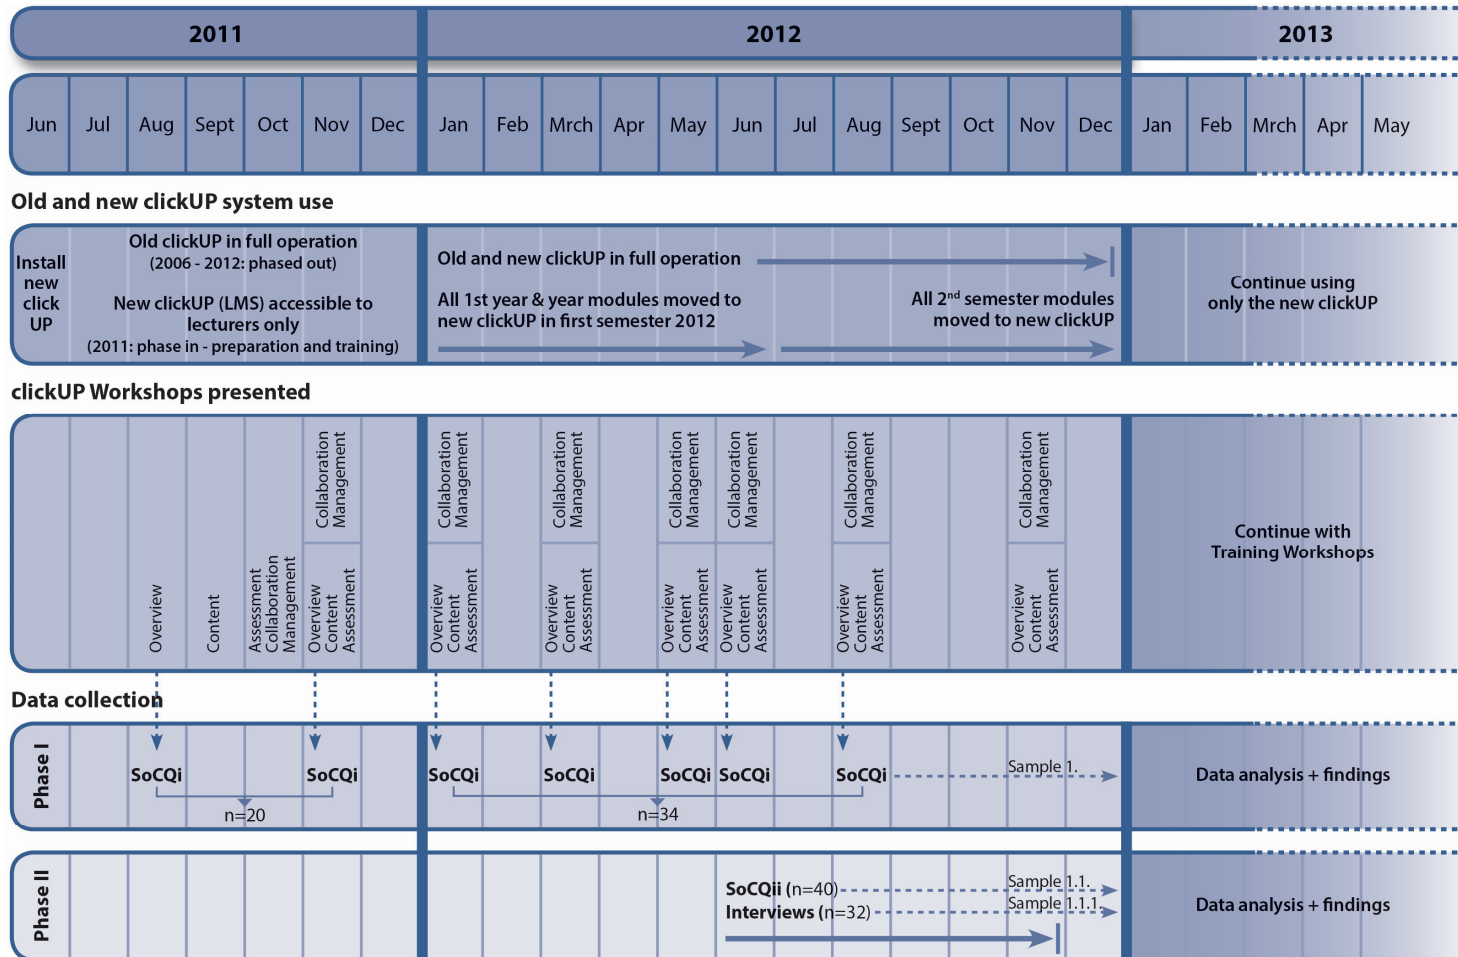 2011
2012
2013
Jun
Jul
Aug
Sept
Oct
Nov
Dec
Jan
Feb
Mrch
Apr
May
Jun
Jul
Aug
Sept
Oct
Nov
Dec
Jan
Feb
Mrch
Apr
May
Old and new clickUP system use
Install
new
click
UP
Old clickUP in full operation
(2006 - 2012: phased out)
New clickUP (LMS) accessible to
lecturers only
(2011: phase in - preparation and training)
Old and new clickUP in full operation
All 1st year & year modules moved to
new clickUP in first semester 2012
All 2nd semester modules
moved to new clickUP
Continue using
only the new clickUP
clickUP Workshops presented
Overview
Content
Assessment
Collaboration
Management
Collaboration
Management
Overview
Content
Assessment
Collaboration
Management
Overview
Content
Assessment
Collaboration
Management
Overview
Content
Assessment
Collaboration
Management
Overview
Content
Assessment
Collaboration
Management
Overview
Content
Assessment
Collaboration
Management
Overview
Content
Assessment
Collaboration
Management
Overview
Content
Assessment
Continue with
Training Workshops
Data collection
Phase I
SoCQi
SoCQi
n=20
SoCQi
SoCQi
SoCQi
SoCQi
SoCQi
n=34
Sample 1.
Data analysis + findings
Phase II
SoCQii (n=40)
Sample 1.1.
Interviews (n=32)
Sample 1.1.1.
Data analysis + findings